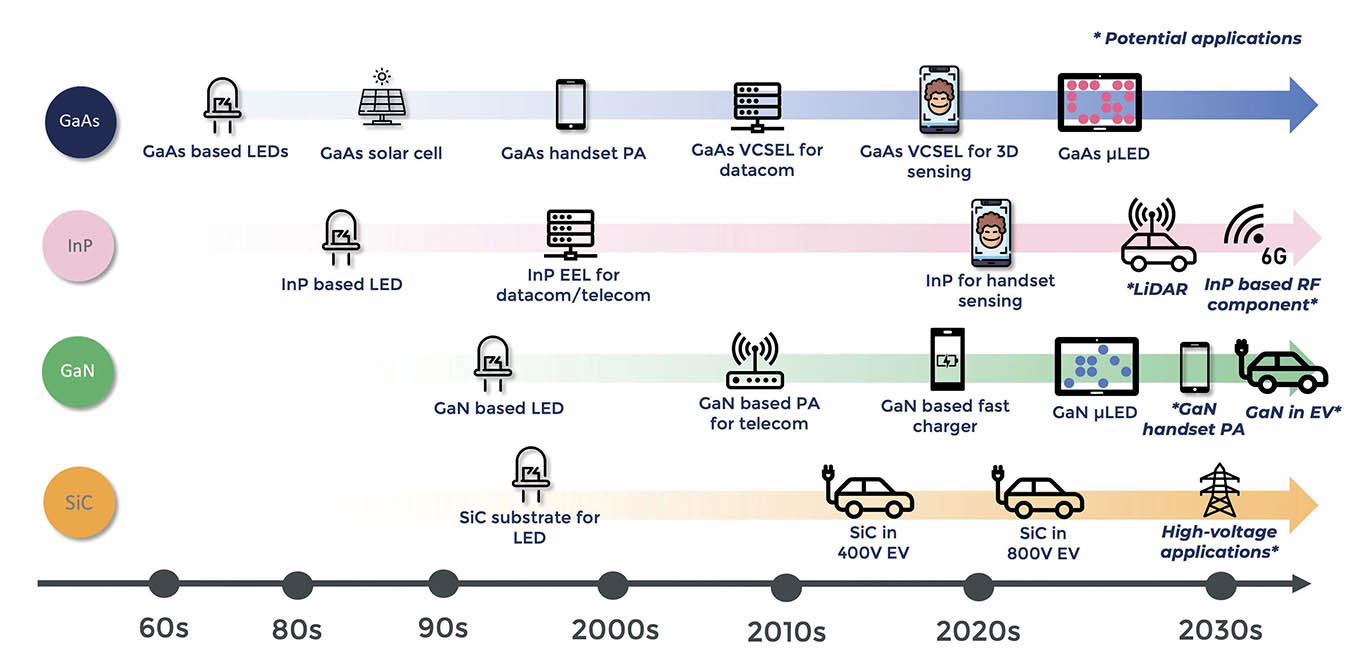 * Potential applications
GaAs
GaAs based LEDs
GaAs solar cell
GaAs handset PA
GaAs VCSEL for
datacom
GaAs VCSEL for 3D
sensing
GaAs µLED
InP
InP based LED
InP EEL for
datacom/telecom
InP for handset
sensing
*LiDAR
6G
InP based RF
component*
GaN
GaN based LED
GaN based PA
for telecom
GaN based fast
charger
GaN µLED
*GaN
handset PA
GaN in EV*
SiC
SiC substrate for
LED
SiC in
400V EV
SiC in
800V EV
High-voltage
applications*
60s
80s
90s
2000s
2010s
2020s
2030s